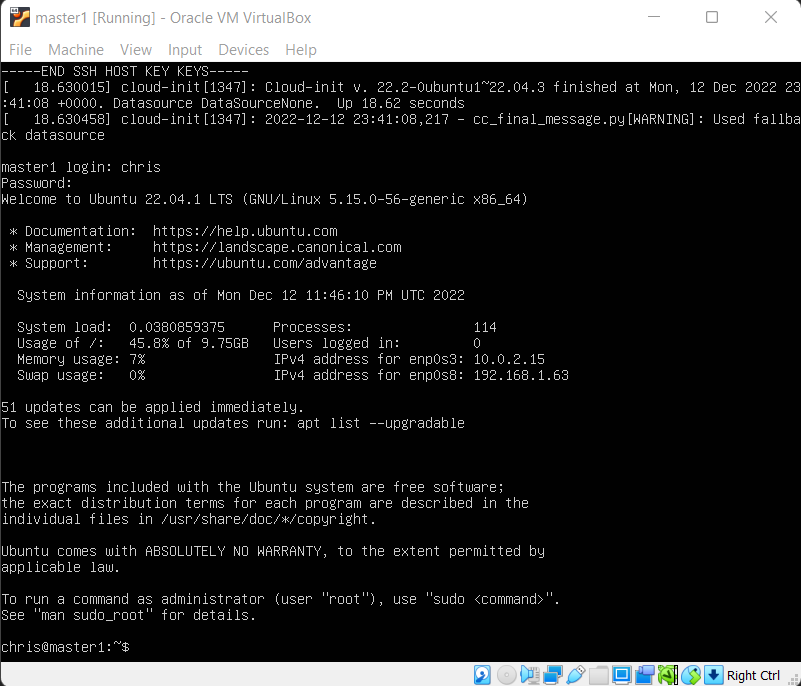 master1 [Running] - Oracle VM VirtualBox
File Machine View Input Devices Help
-----END SSH HOST KEY KEYS-----
[   18.630015] cloud-init[1347]: Cloud-init v. 22.2-0ubuntu1~22.04.3 finished at Mon, 12 Dec 2022 23
:41:08 +0000. Datasource DataSourceNone.  Up 18.62 seconds
[   18.630458] cloud-init[1347]: 2022-12-12 23:41:08,217 - cc_final_message.py[WARNING]: Used fallba
ck datasource
master1 login: chris
Password:
Welcome to Ubuntu 22.04.1 LTS (GNU/Linux 5.15.0-56-generic x86_64)
 * Documentation:  https://help.ubuntu.com
 * Management:     https://landscape.canonical.com
 * Support:        https://ubuntu.com/advantage
  System information as of Mon Dec 12 11:46:10 PM UTC 2022
  System load:  0.0380859375      Processes:               114
  Usage of /:   45.8% of 9.75GB   Users logged in:         0
  Memory usage: 7%                IPv4 address for enp0s3: 10.0.2.15
  Swap usage:   0%                IPv4 address for enp0s8: 192.168.1.63
51 updates can be applied immediately.
To see these additional updates run: apt list --upgradable
The programs included with the Ubuntu system are free software;
the exact distribution terms for each program are described in the
individual files in /usr/share/doc/*/copyright.
Ubuntu comes with ABSOLUTELY NO WARRANTY, to the extent permitted by
applicable law.
To run a command as administrator (user "root"), use "sudo <command>".
See "man sudo_root" for details.
chris@master1:~$
Right Ctrl